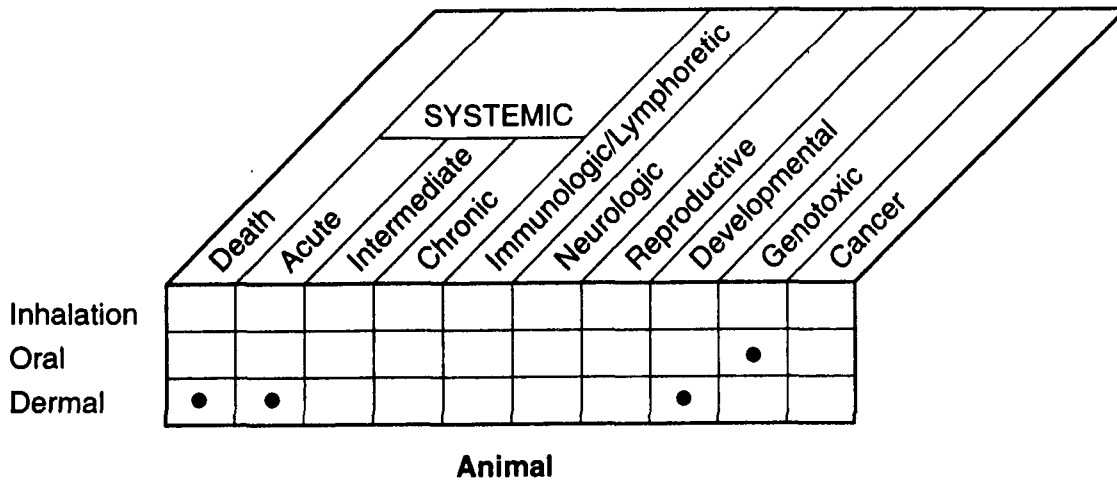 SYSTEMIC
Death
Acute
Intermediate
Chronic
Immunologic/Lymphoretic
Neurologic
Reproductive
Developmental
Genotoxic
Cancer
Inhalation
Oral
Dermal
Animal